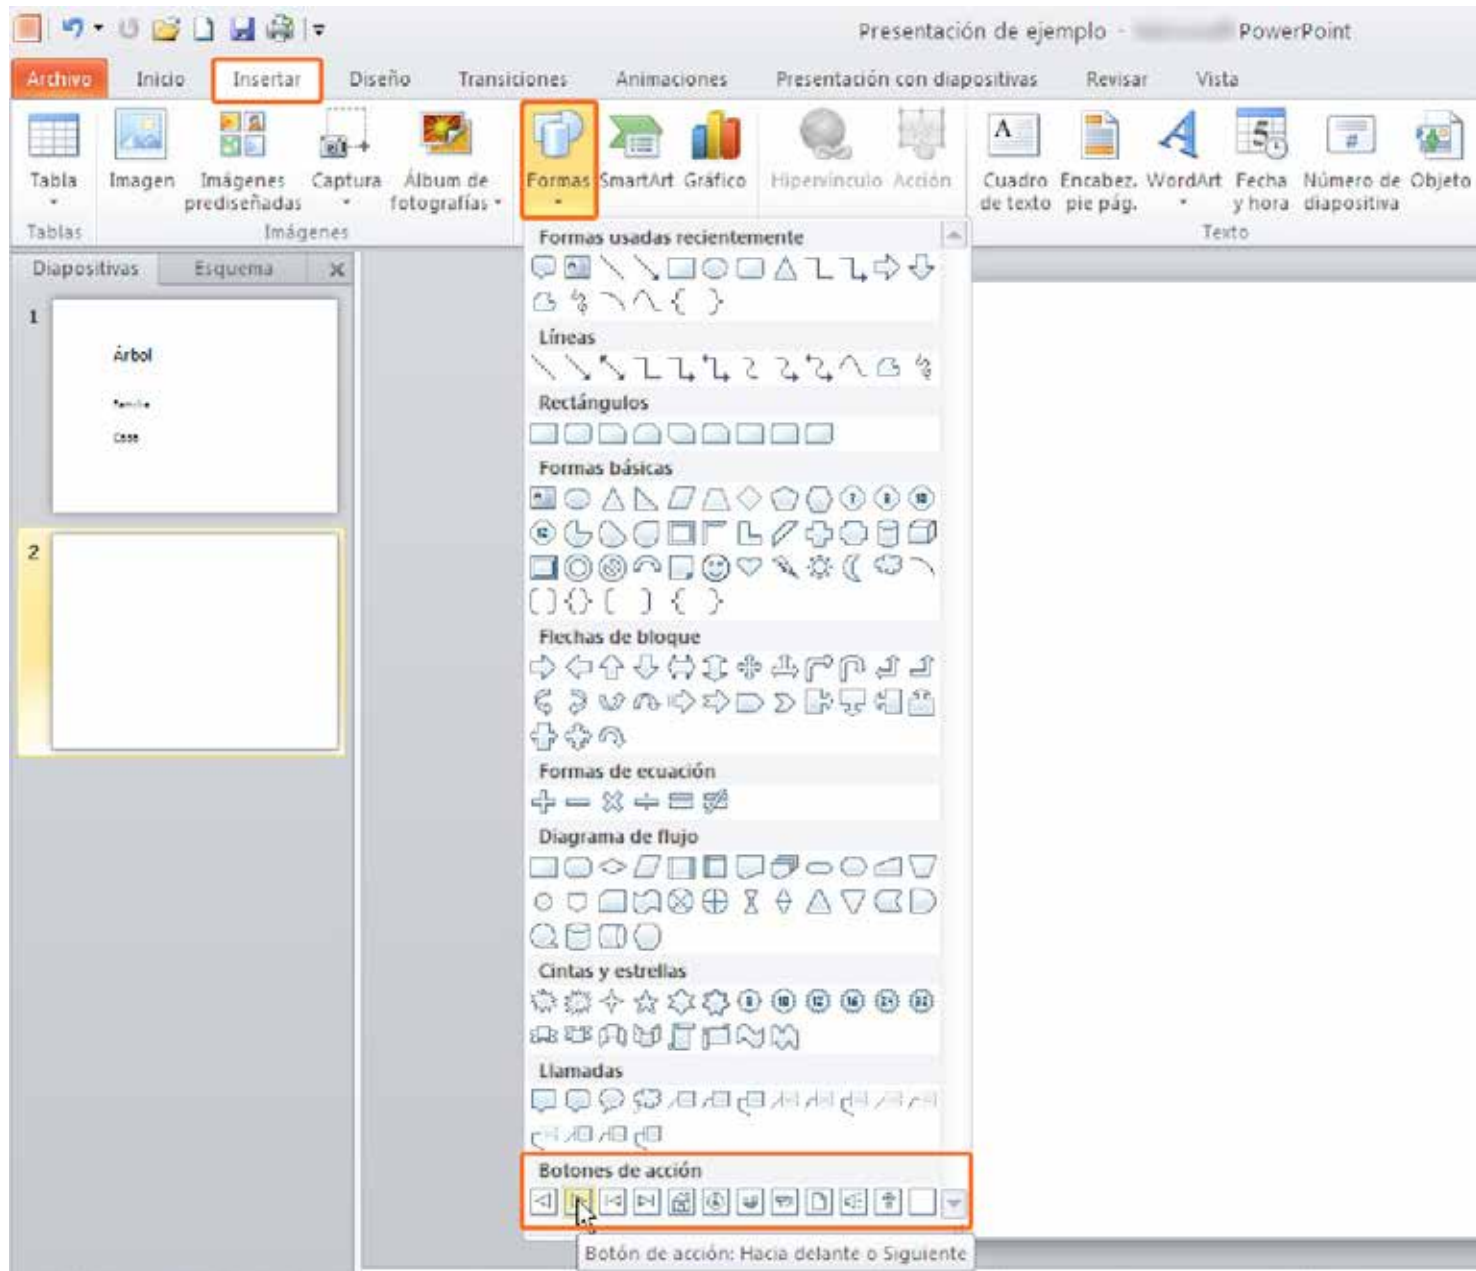 Presentación de ejemplo - PowerPoint
Archivo Inicio Insertar Diseño Transiciones Animaciones Presentación con diapositivas Revisar Vista
Tabla Imagen Imágenes prediseñadas Captura Álbum de fotografías Formas SmartArt Gráfico Hipervínculo Acción Cuadro de texto Encabez. pie pág. WordArt Fecha y hora Número de diapositiva Objeto
Tablas Imágenes Texto
Diapositivas Esquema
1
Árbol
Casa
2
Formas usadas recientemente
Líneas
Rectángulos
Formas básicas
Flechas de bloque
Formas de ecuación
Diagrama de flujo
Cintas y estrellas
Llamadas
Botones de acción
Botón de acción: Hacia delante o Siguiente